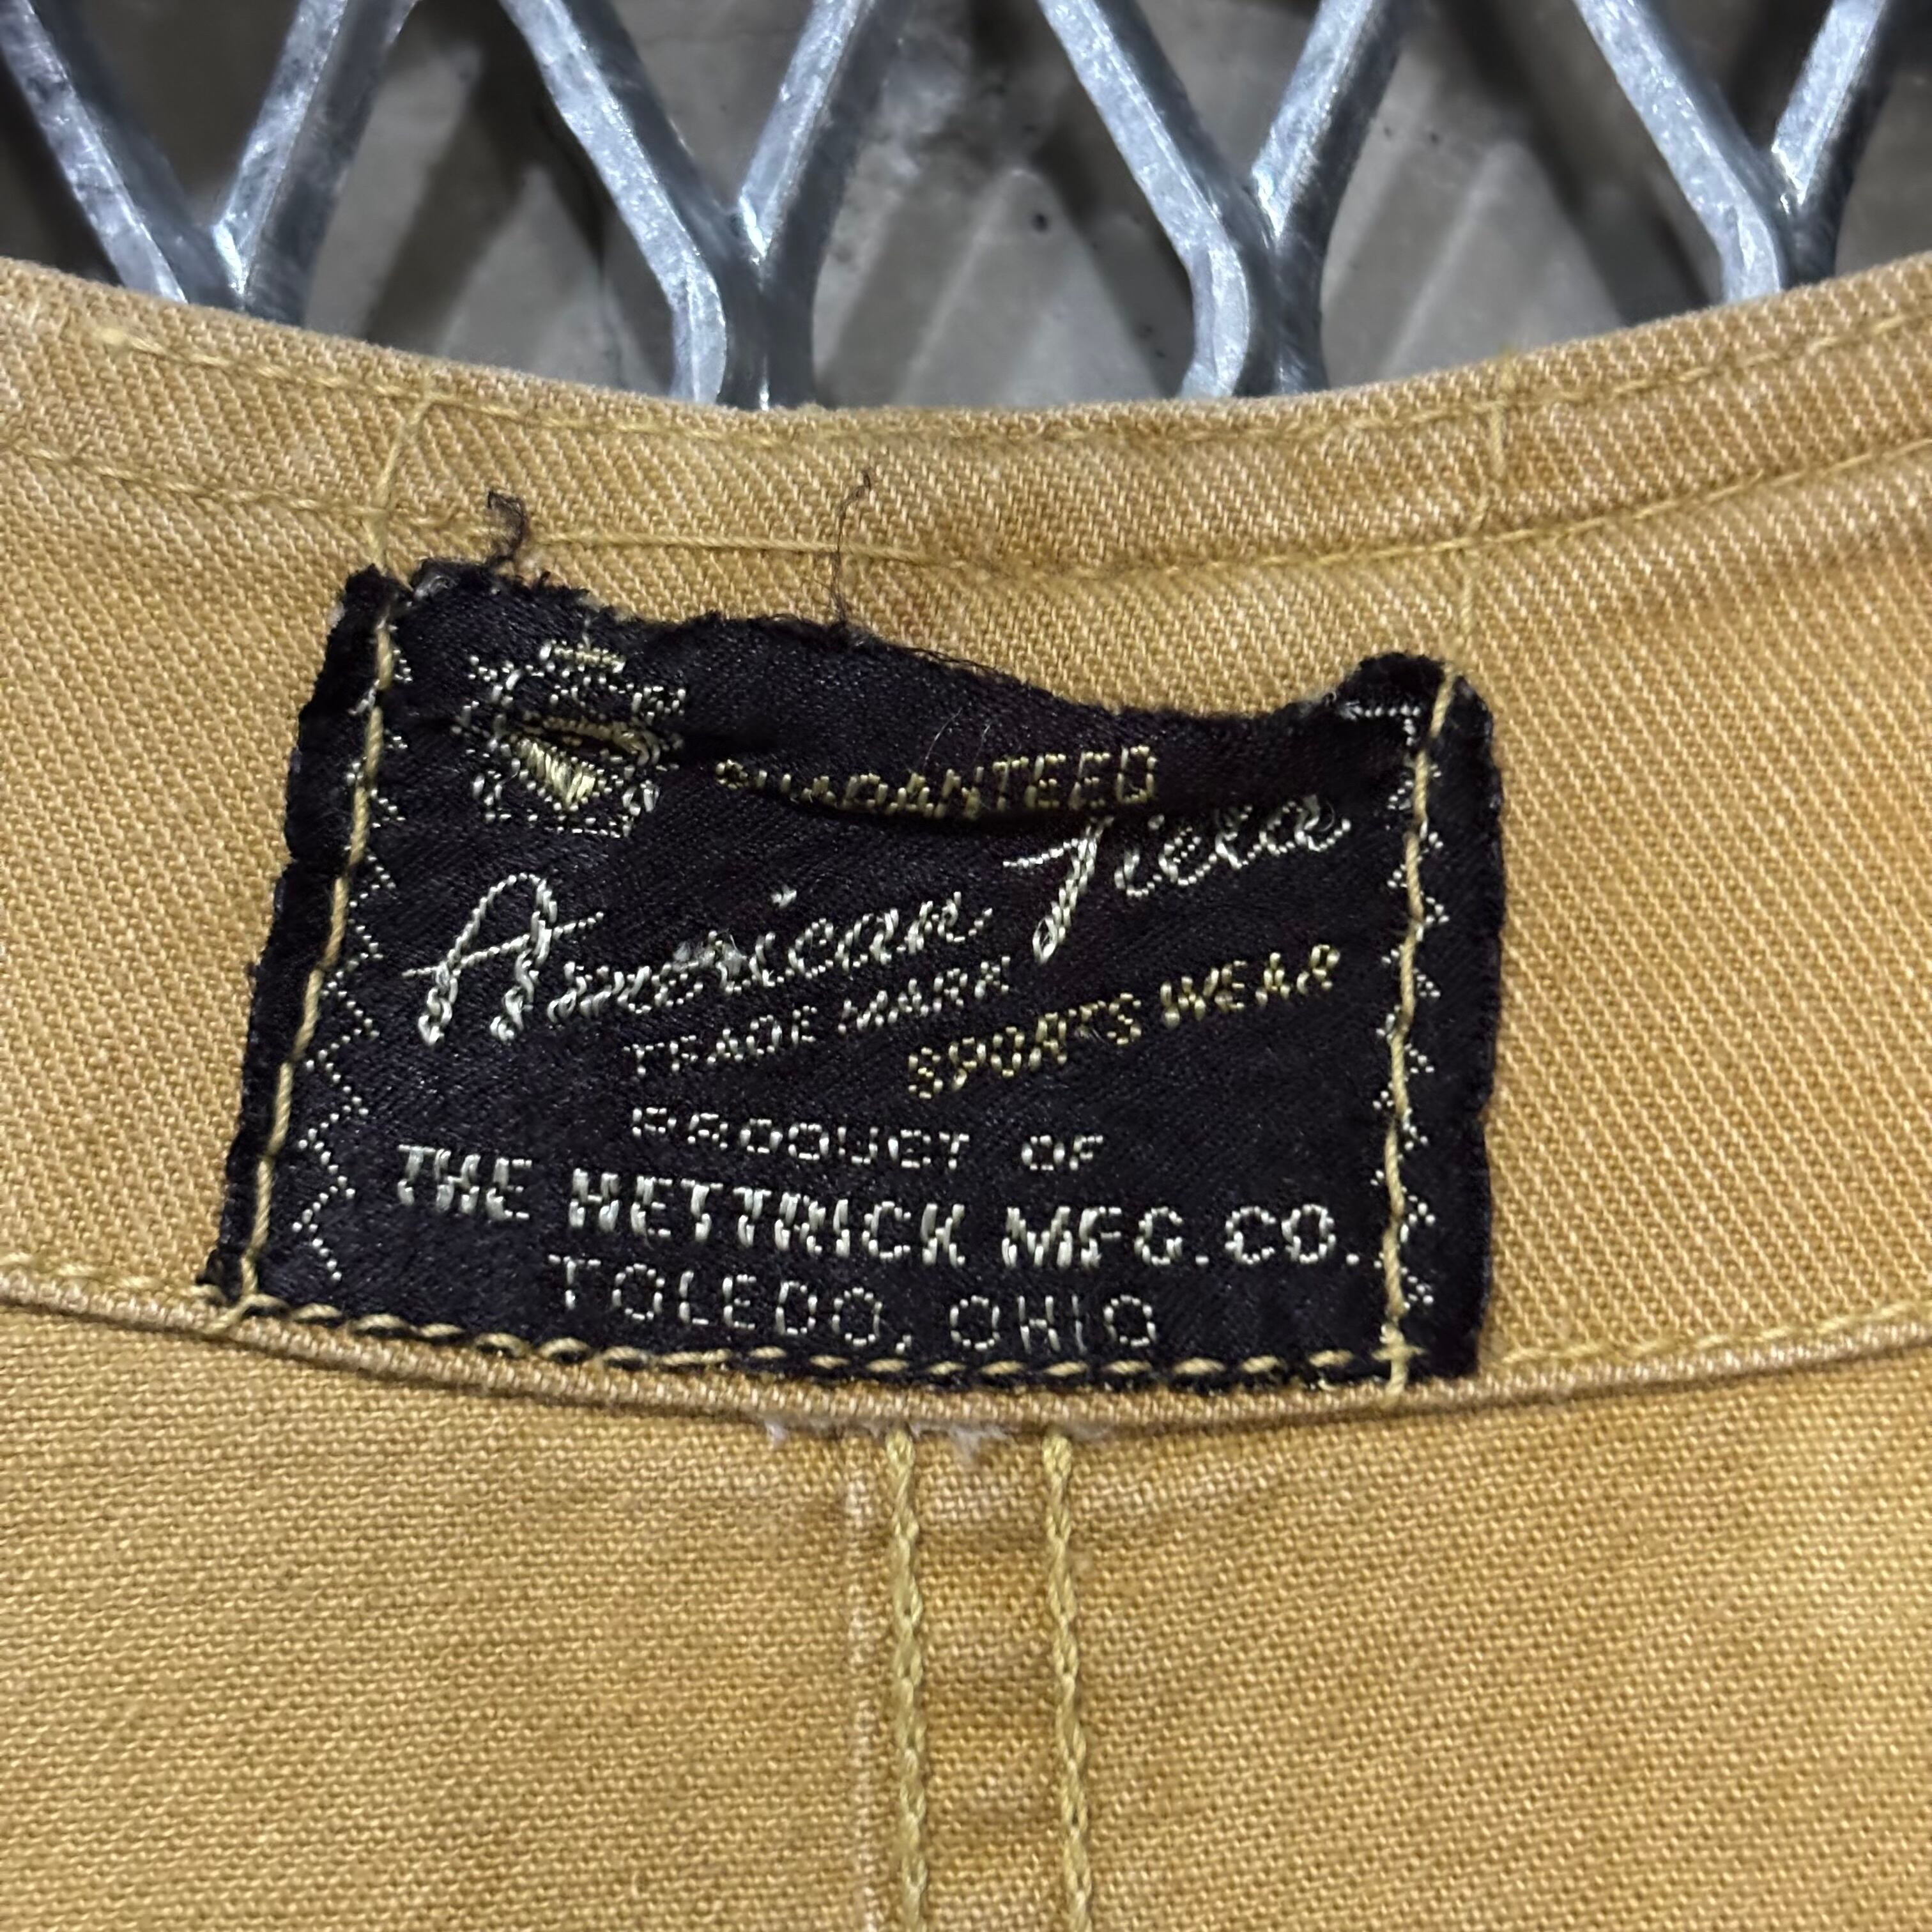 GUARANTEED
American Field
TRADE MARK
SPORTS WEAR
PRODUCT OF
THE HETTRICK MFG. CO.
TOLEDO, OHIO